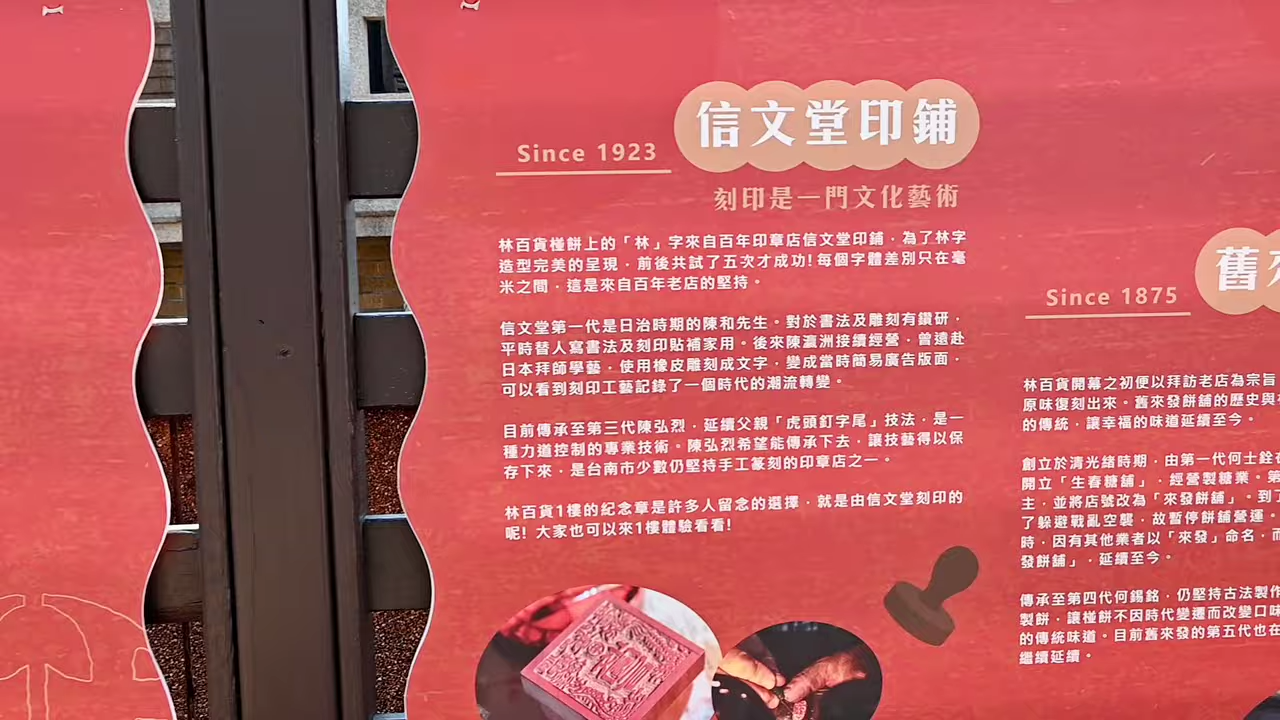 信文堂印鋪
Since 1923
刻印是一門文化藝術
林百貨椪餅上的「林」字來自百年印章店信文堂印鋪，為了林字
造型完美的呈現，前後共試了五次才成功!每個字體差別只在毫
米之間，這是來自百年老店的堅持。
信文堂第一代是日治時期的陳和先生。對於書法及雕刻有鑽研，
平時替人寫書法及刻印貼補家用。後來陳瀛洲接續經營，曾遠赴
日本拜師學藝，使用橡皮雕刻成文字，變成當時簡易廣告版面，
可以看到刻印工藝記錄了一個時代的潮流轉變。
目前傳承至第三代陳弘烈，延續父親「虎頭釘字尾」技法，是一
種力道控制的專業技術。陳弘烈希望能傳承下去，讓技藝得以保
存下來，是台南市少數仍堅持手工篆刻的印章店之一。
林百貨1樓的紀念章是許多人留念的選擇，就是由信文堂刻印的
呢! 大家也可以來1樓體驗看看!
舊
Since 1875
林百貨開幕之初便以拜訪老店為宗旨
原味復刻出來。舊來發餅舖的歷史與
的傳統，讓幸福的味道延續至今。
創立於清光緒時期，由第一代何士銓
開立「生春糖舖」，經營製糖業。
主，並將店號改為「來發餅舖」。到
了躲避戰亂空襲，故暫停餅舖營運。
時，因有其他業者以「來發」命名，
發餅舖」，延續至今。
傳承至第四代何錫銘，仍堅持古法製作
製餅，讓椪餅不因時代變遷而改變口味
的傳統味道。目前舊來發的第五代也在
繼續延續。